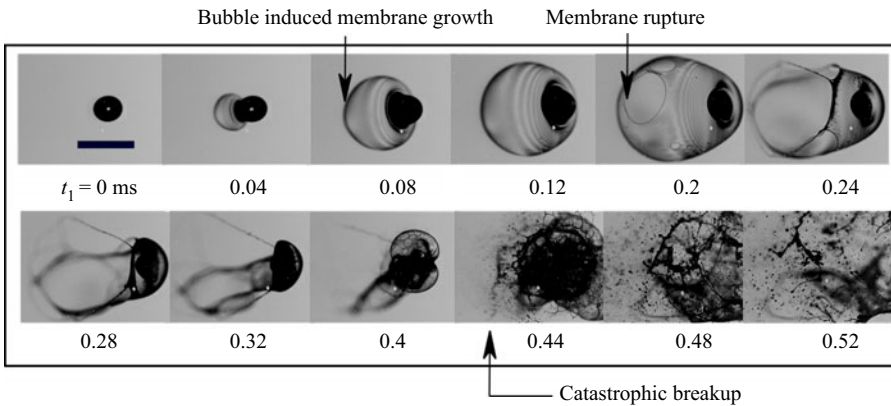 Bubble induced membrane growth
Membrane rupture
t1 = 0 ms
0.04
0.08
0.12
0.2
0.24
0.28
0.32
0.4
0.44
0.48
0.52
Catastrophic breakup